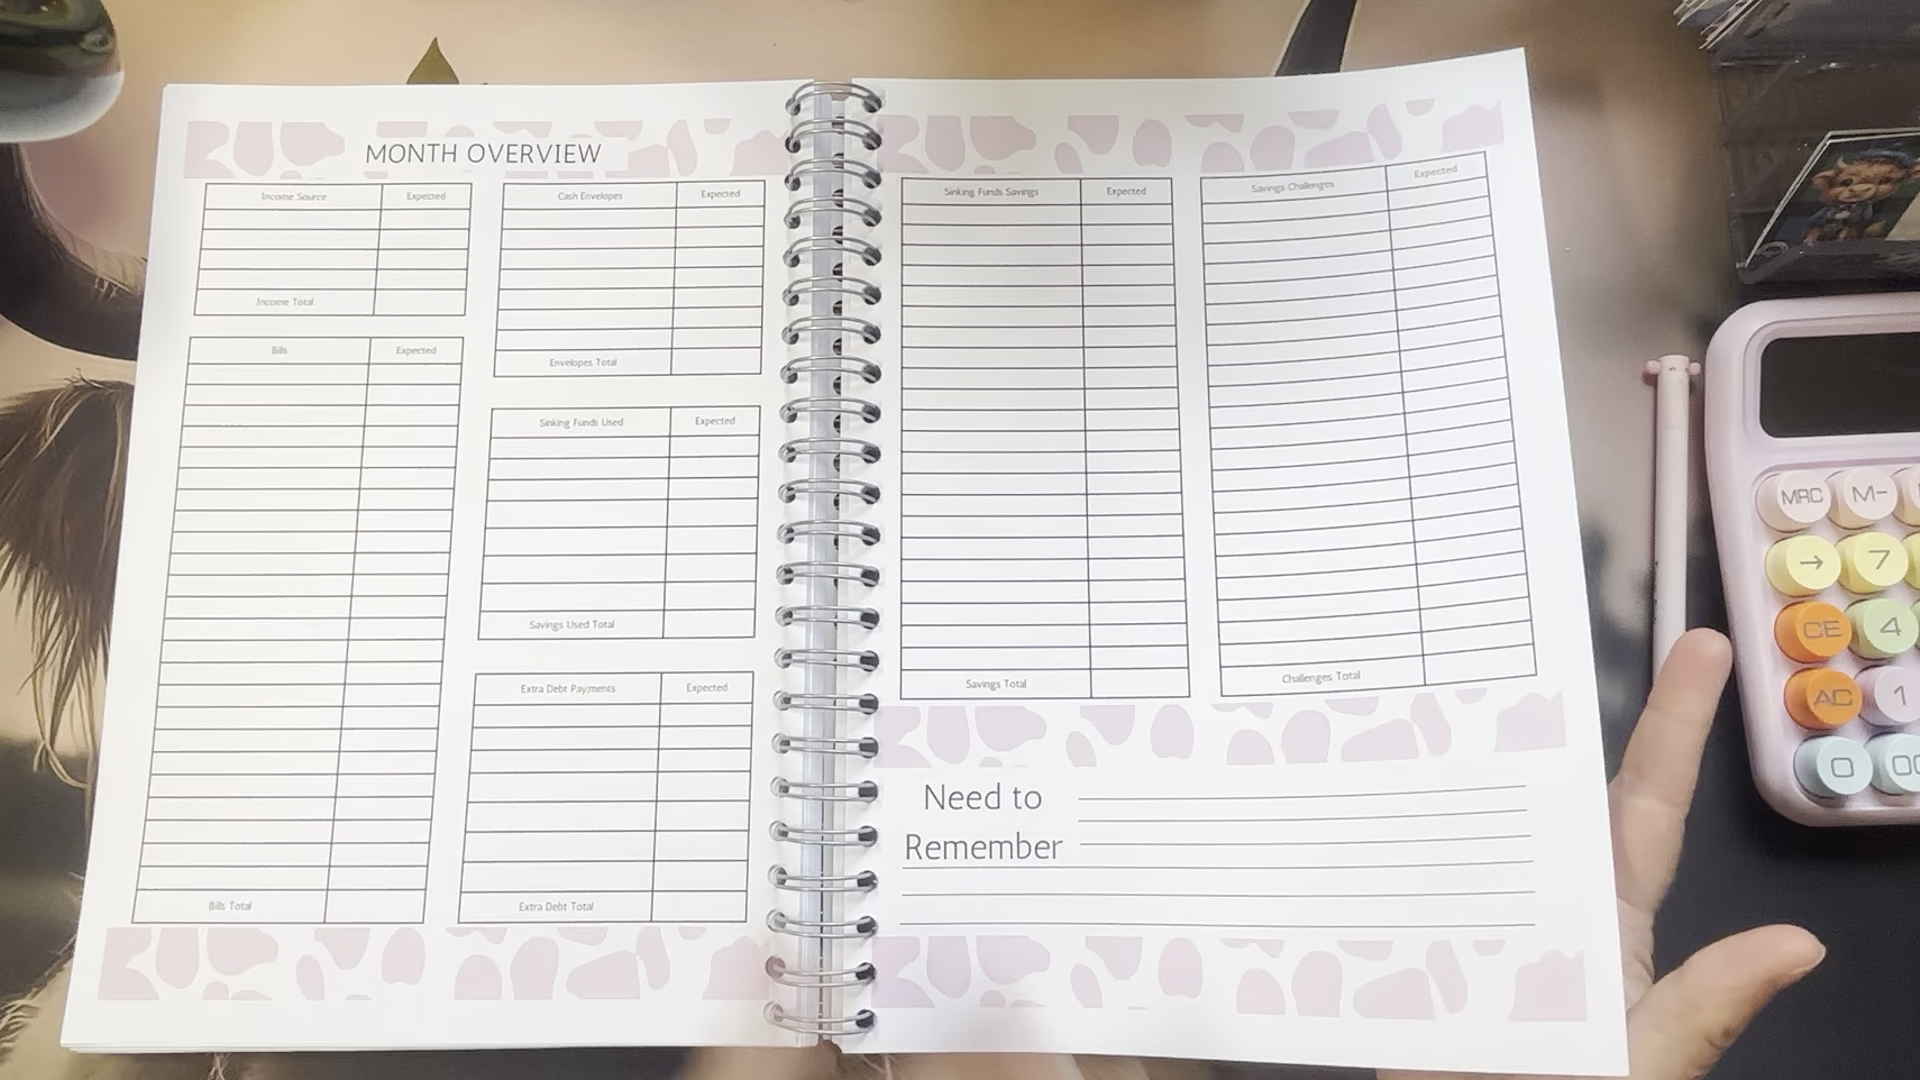 MONTH OVERVIEW
Income Source Expected
Income Total
Bills Expected
Bills Total
Cash Envelopes Expected
Envelopes Total
Sinking Funds Used Expected
Savings Used Total
Extra Debt Payments Expected
Extra Debt Total
Sinking Funds Savings Expected
Savings Total
Savings Challenges Expected
Challenges Total
Need to
Remember
MRC M-
→ 7
CE 4
AC 1
0 00